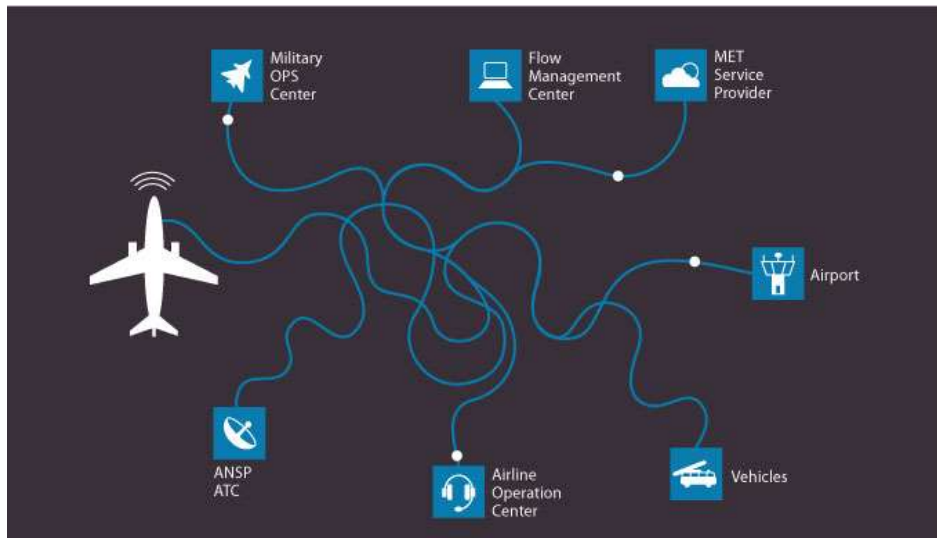 Military
OPS
Center
Flow
Management
Center
MET
Service
Provider
Airport
ANSP
ATC
Airline
Operation
Center
Vehicles